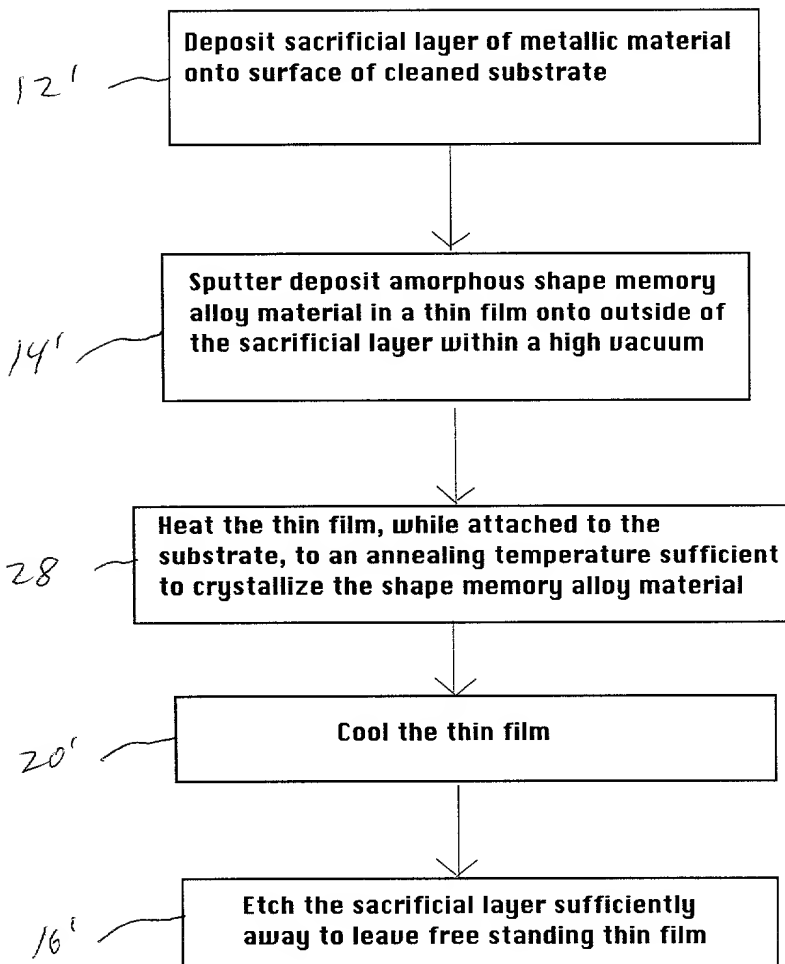 Deposit sacrificial layer of metallic material
onto surface of cleaned substrate
12'
Sputter deposit amorphous shape memory
alloy material in a thin film onto outside of
the sacrificial layer within a high vacuum
14'
Heat the thin film, while attached to the
substrate, to an annealing temperature sufficient
to crystallize the shape memory alloy material
28
Cool the thin film
20'
Etch the sacrificial layer sufficiently
away to leave free standing thin film
16'